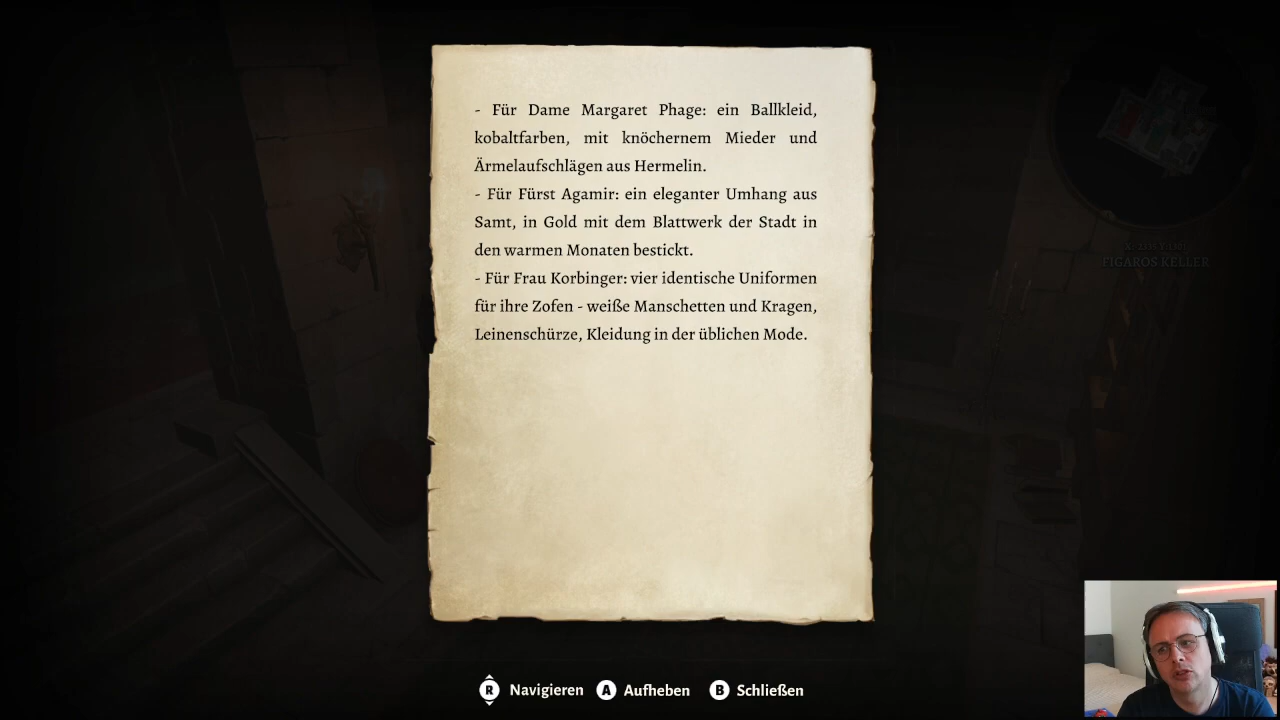 - Für Dame Margaret Phage: ein Ballkleid,
kobaltfarben, mit knöchernem Mieder und
Ärmelaufschlägen aus Hermelin.
- Für Fürst Agamir: ein eleganter Umhang aus
Samt, in Gold mit dem Blattwerk der Stadt in
den warmen Monaten bestickt.
- Für Frau Korbinger: vier identische Uniformen
für ihre Zofen - weiße Manschetten und Kragen,
Leinenschürze, Kleidung in der üblichen Mode.
FIGAROS KELLER
R Navigieren A Aufheben B Schließen